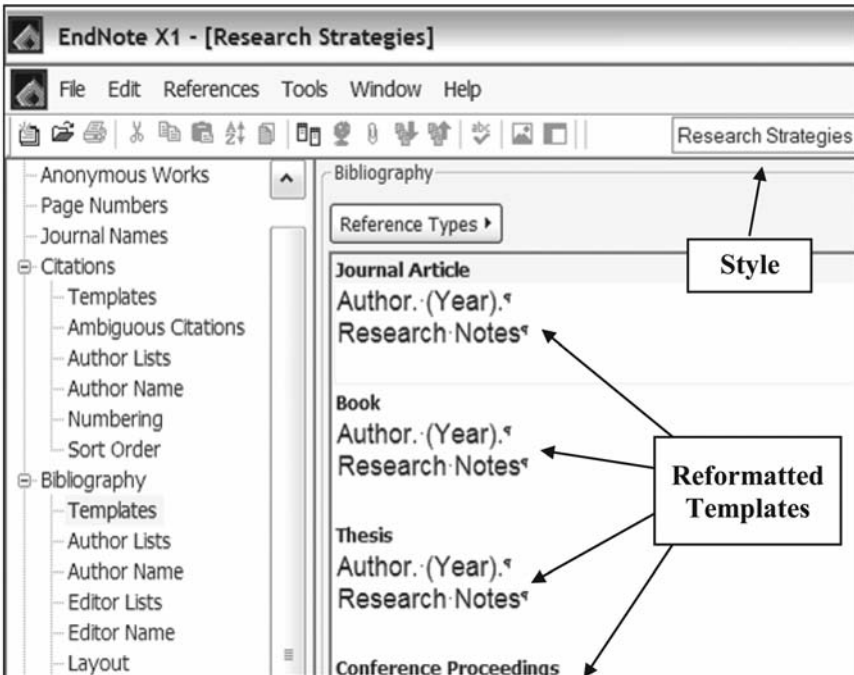 EndNote X1 - [Research Strategies]
File Edit References Tools Window Help
Research Strategies
Anonymous Works
Page Numbers
Journal Names
Citations
Templates
Ambiguous Citations
Author Lists
Author Name
Numbering
Sort Order
Bibliography
Templates
Author Lists
Author Name
Editor Lists
Editor Name
Layout
Bibliography
Reference Types
Style
Journal Article
Author.·(Year).¶
Research·Notes¶
Book
Author.·(Year).¶
Research·Notes¶
Reformatted
Templates
Thesis
Author.·(Year).¶
Research·Notes¶
Conference Proceedings